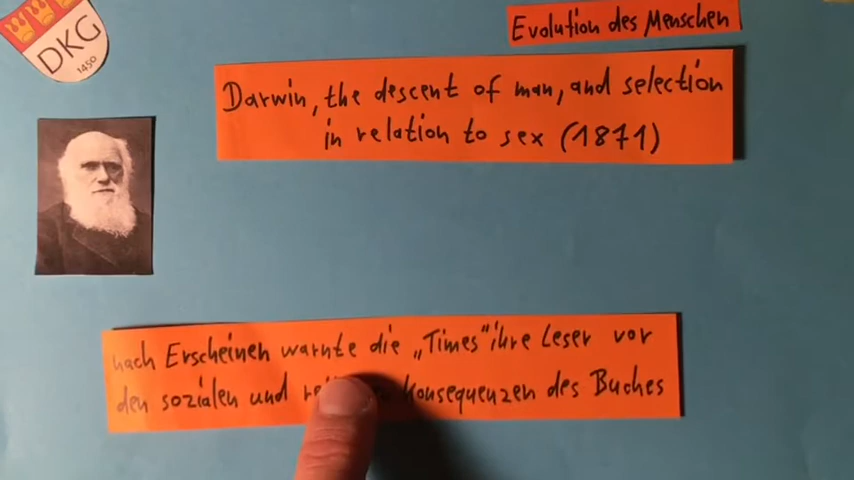 DKG
1450
Evolution des Menschen
Darwin, the descent of man, and selection
in relation to sex (1871)
nach Erscheinen warnte die „Times" ihre Leser vor
den sozialen und Konsequenzen des Buches